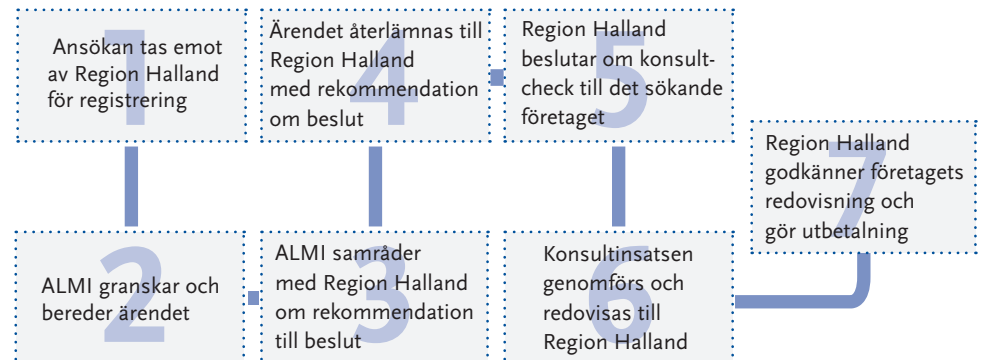 1
Ansökan tas emot
av Region Halland
för registrering
2
ALMI granskar och
bereder ärendet
3
ALMI samråder
med Region Halland
om rekommendation
till beslut
4
Ärendet återlämnas till
Region Halland
med rekommendation
om beslut
5
Region Halland
beslutar om konsult-
check till det sökande
företaget
6
Konsultinsatsen
genomförs och
redovisas till
Region Halland
7
Region Halland
godkänner företagets
redovisning och
gör utbetalning